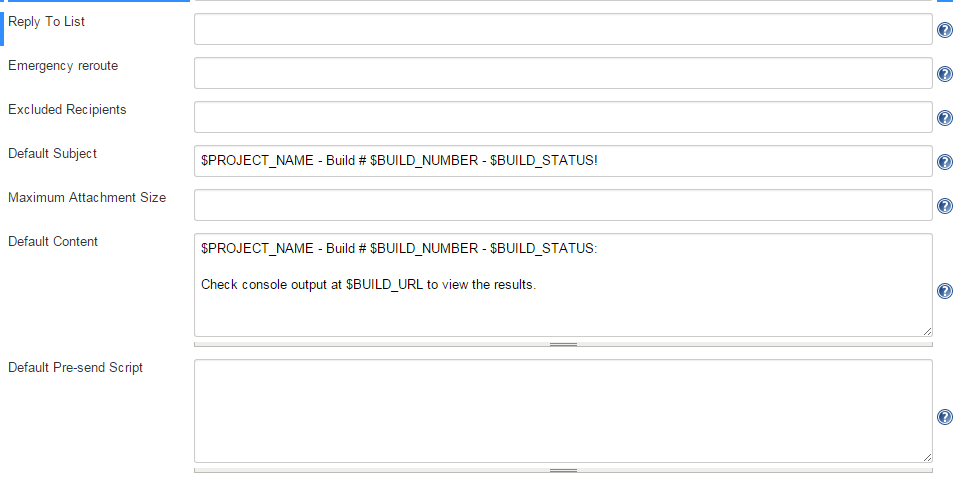 Reply To List
Emergency reroute
Excluded Recipients
Default Subject
$PROJECT_NAME - Build # $BUILD_NUMBER - $BUILD_STATUS!
Maximum Attachment Size
Default Content
$PROJECT_NAME - Build # $BUILD_NUMBER - $BUILD_STATUS:
Check console output at $BUILD_URL to view the results.
Default Pre-send Script